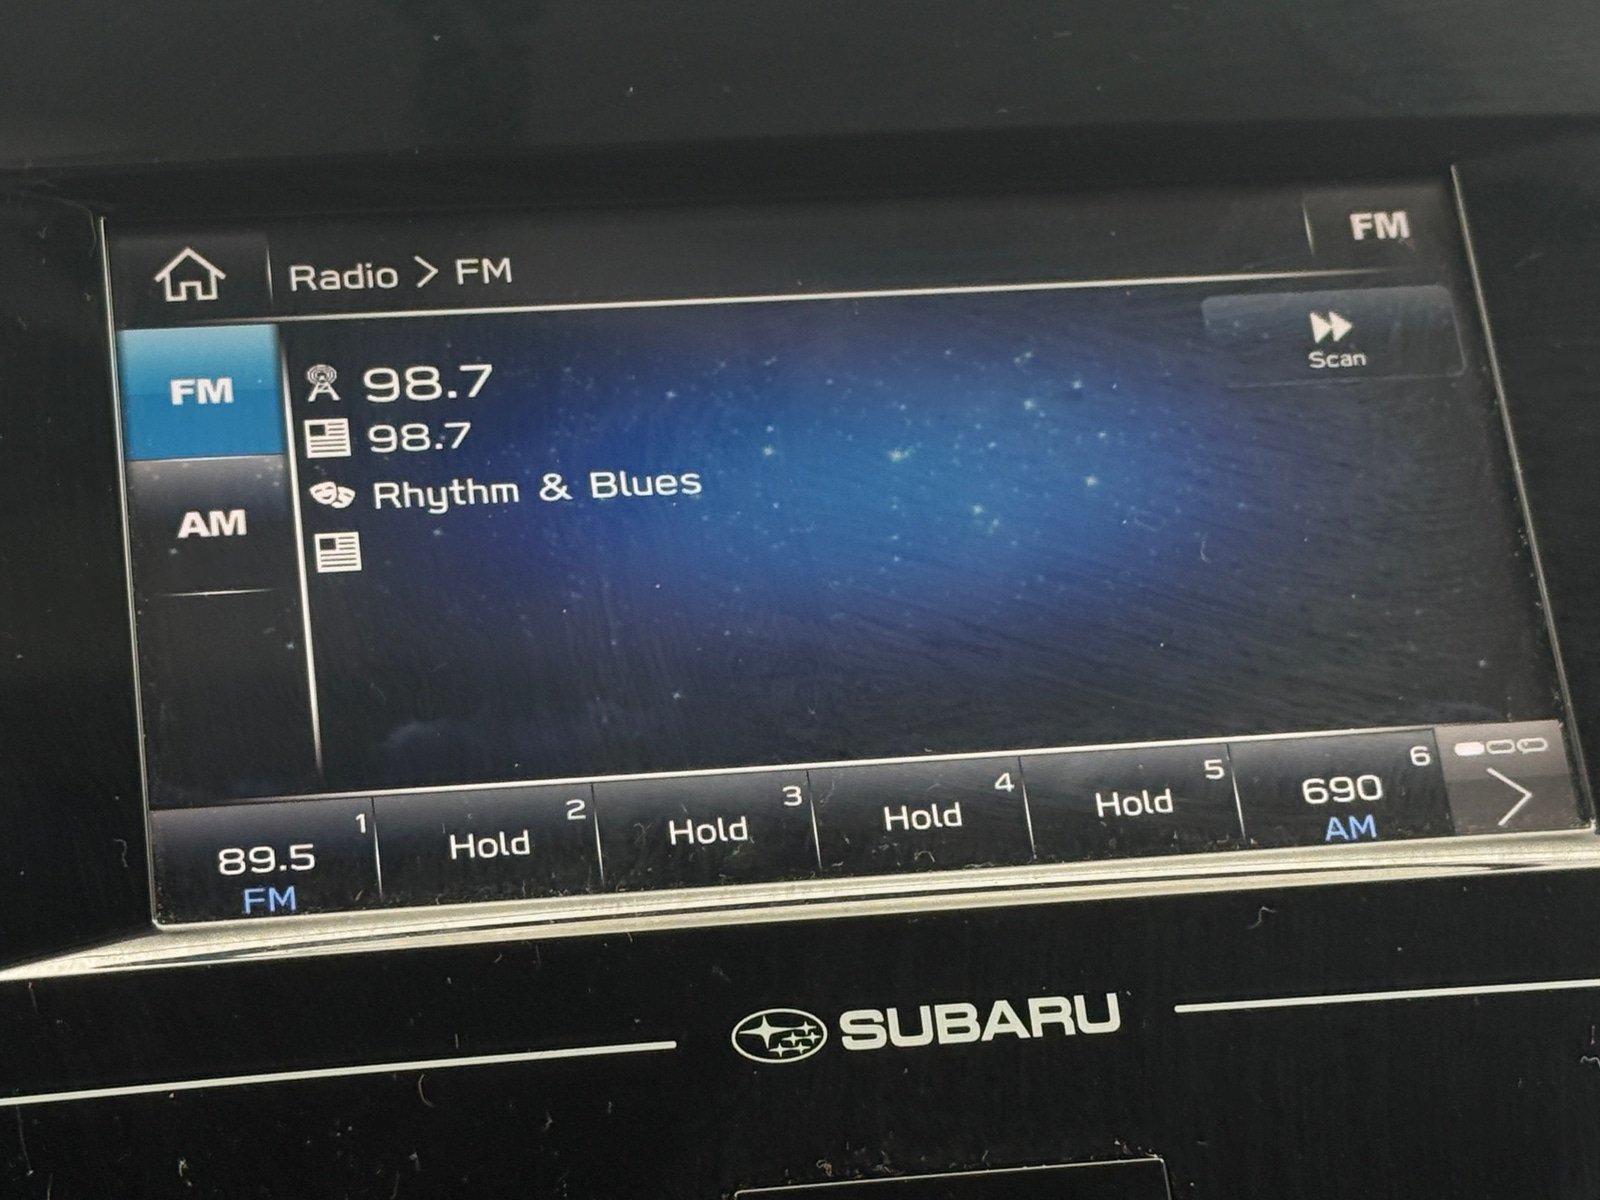 Radio > FM
FM
Scan
FM
98.7
98.7
Rhythm & Blues
AM
1
89.5
FM
2
Hold
3
Hold
4
Hold
5
Hold
6
690
AM
SUBARU